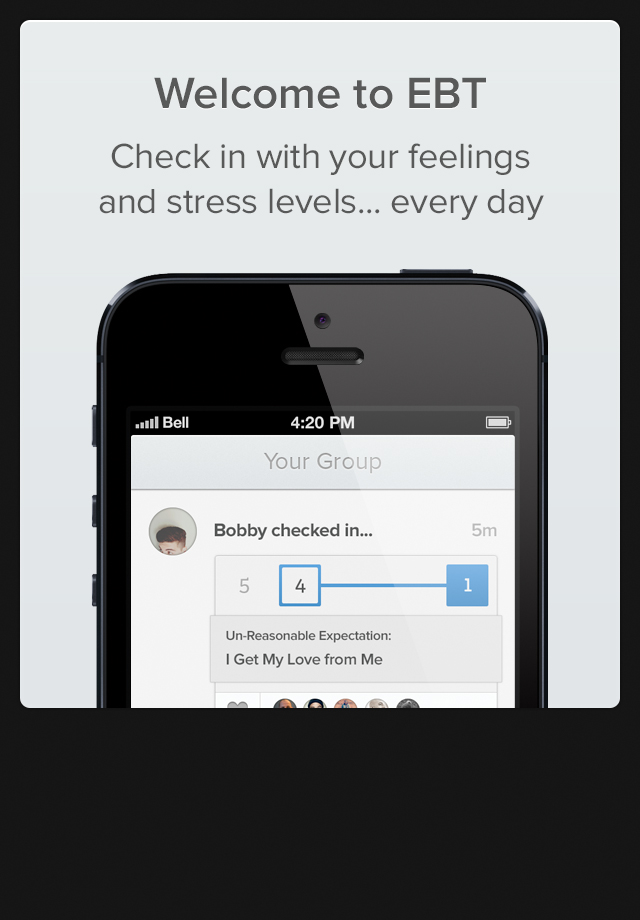 Welcome to EBT
Check in with your feelings
and stress levels... every day
Bell 4:20 PM
Your Group
Bobby checked in... 5m
5 4 1
Un-Reasonable Expectation:
I Get My Love from Me